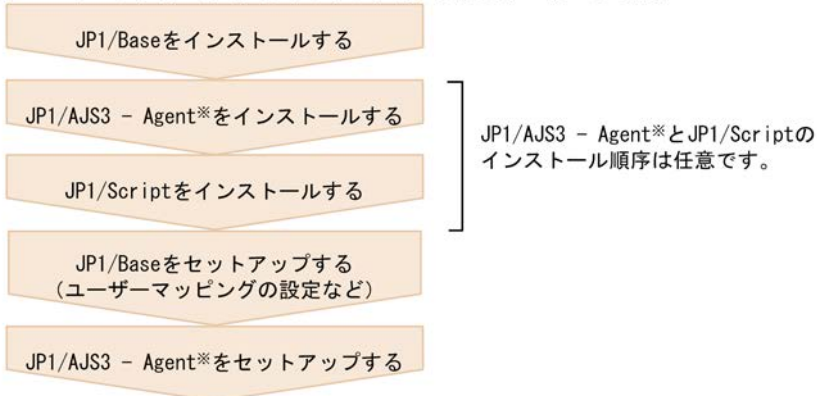 JP1/Baseをインストールする
JP1/AJS3 - Agent※をインストールする
JP1/AJS3 - Agent※とJP1/Scriptの
インストール順序は任意です。
JP1/Scriptをインストールする
JP1/Baseをセットアップする
(ユーザーマッピングの設定など)
JP1/AJS3 - Agent※をセットアップする